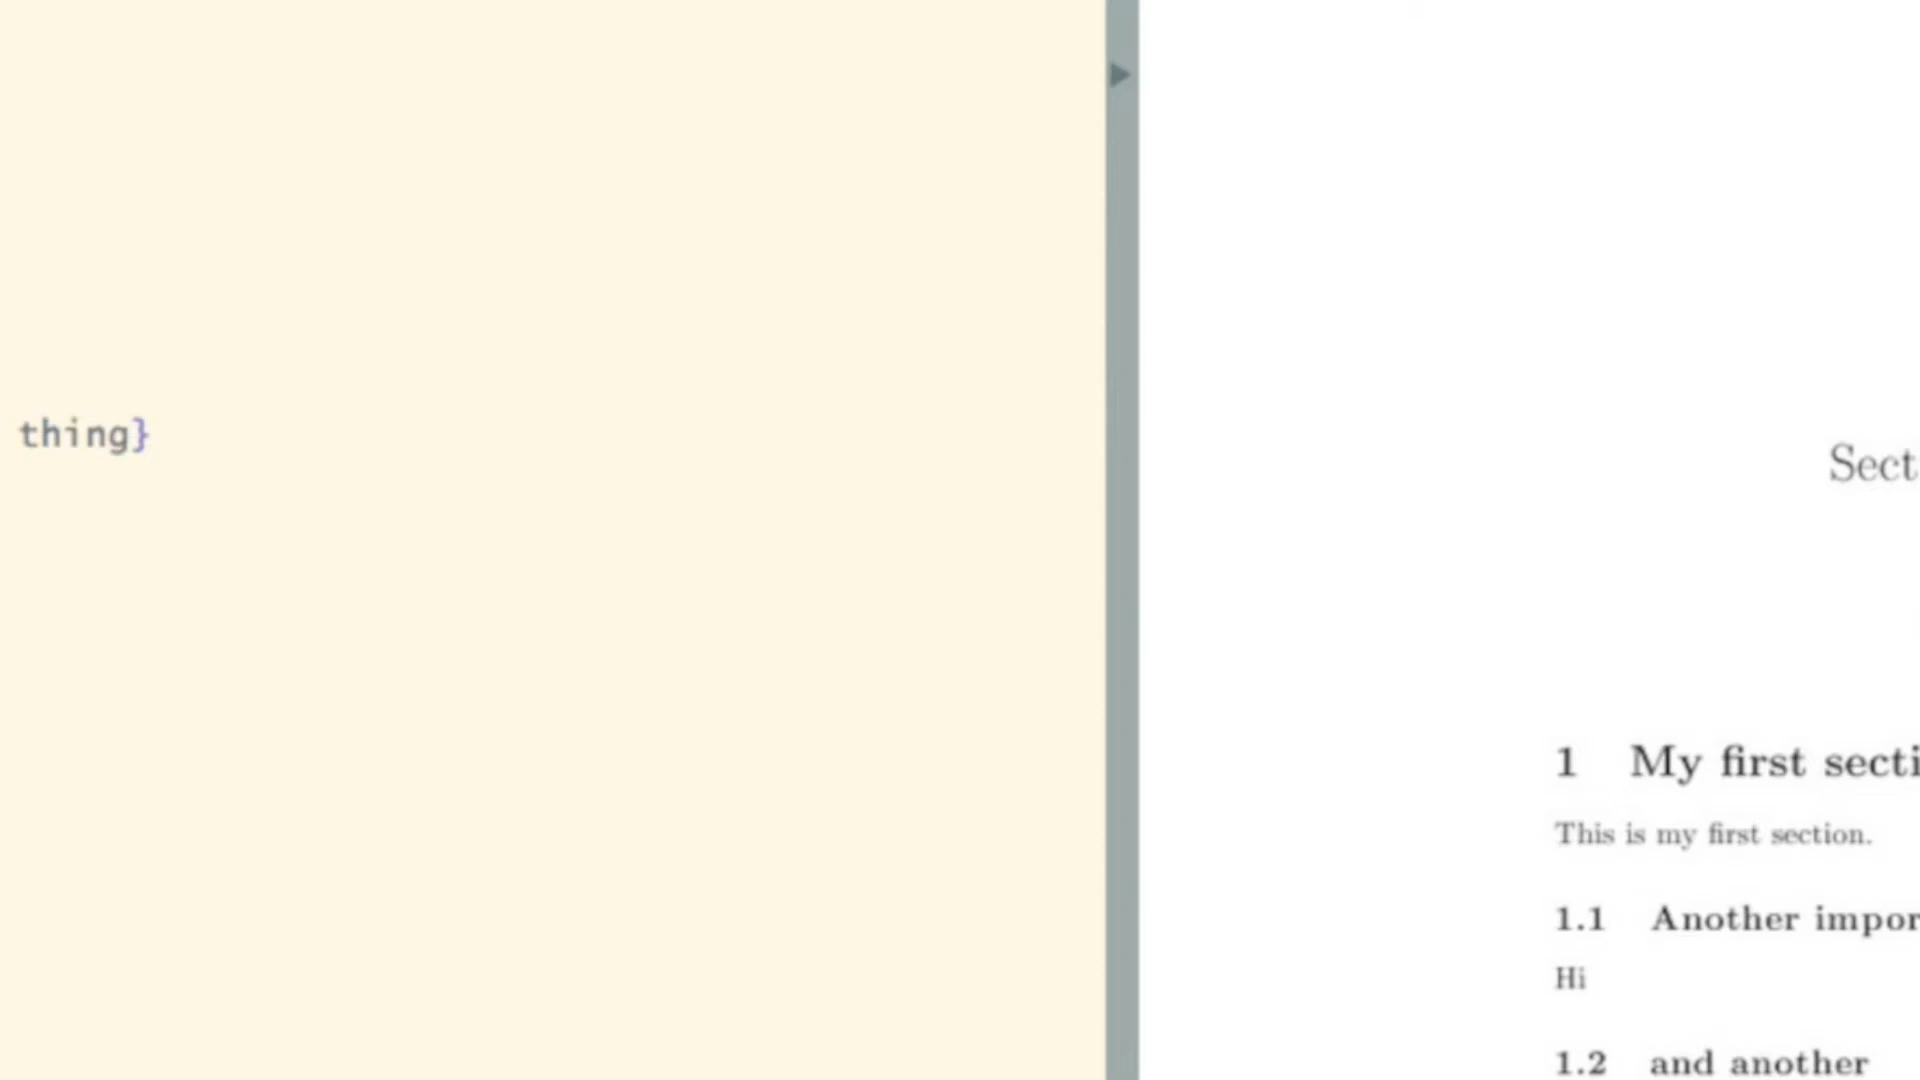 thing}
Sect
1 My first secti
This is my first section.
1.1 Another impor
Hi
1.2 and another